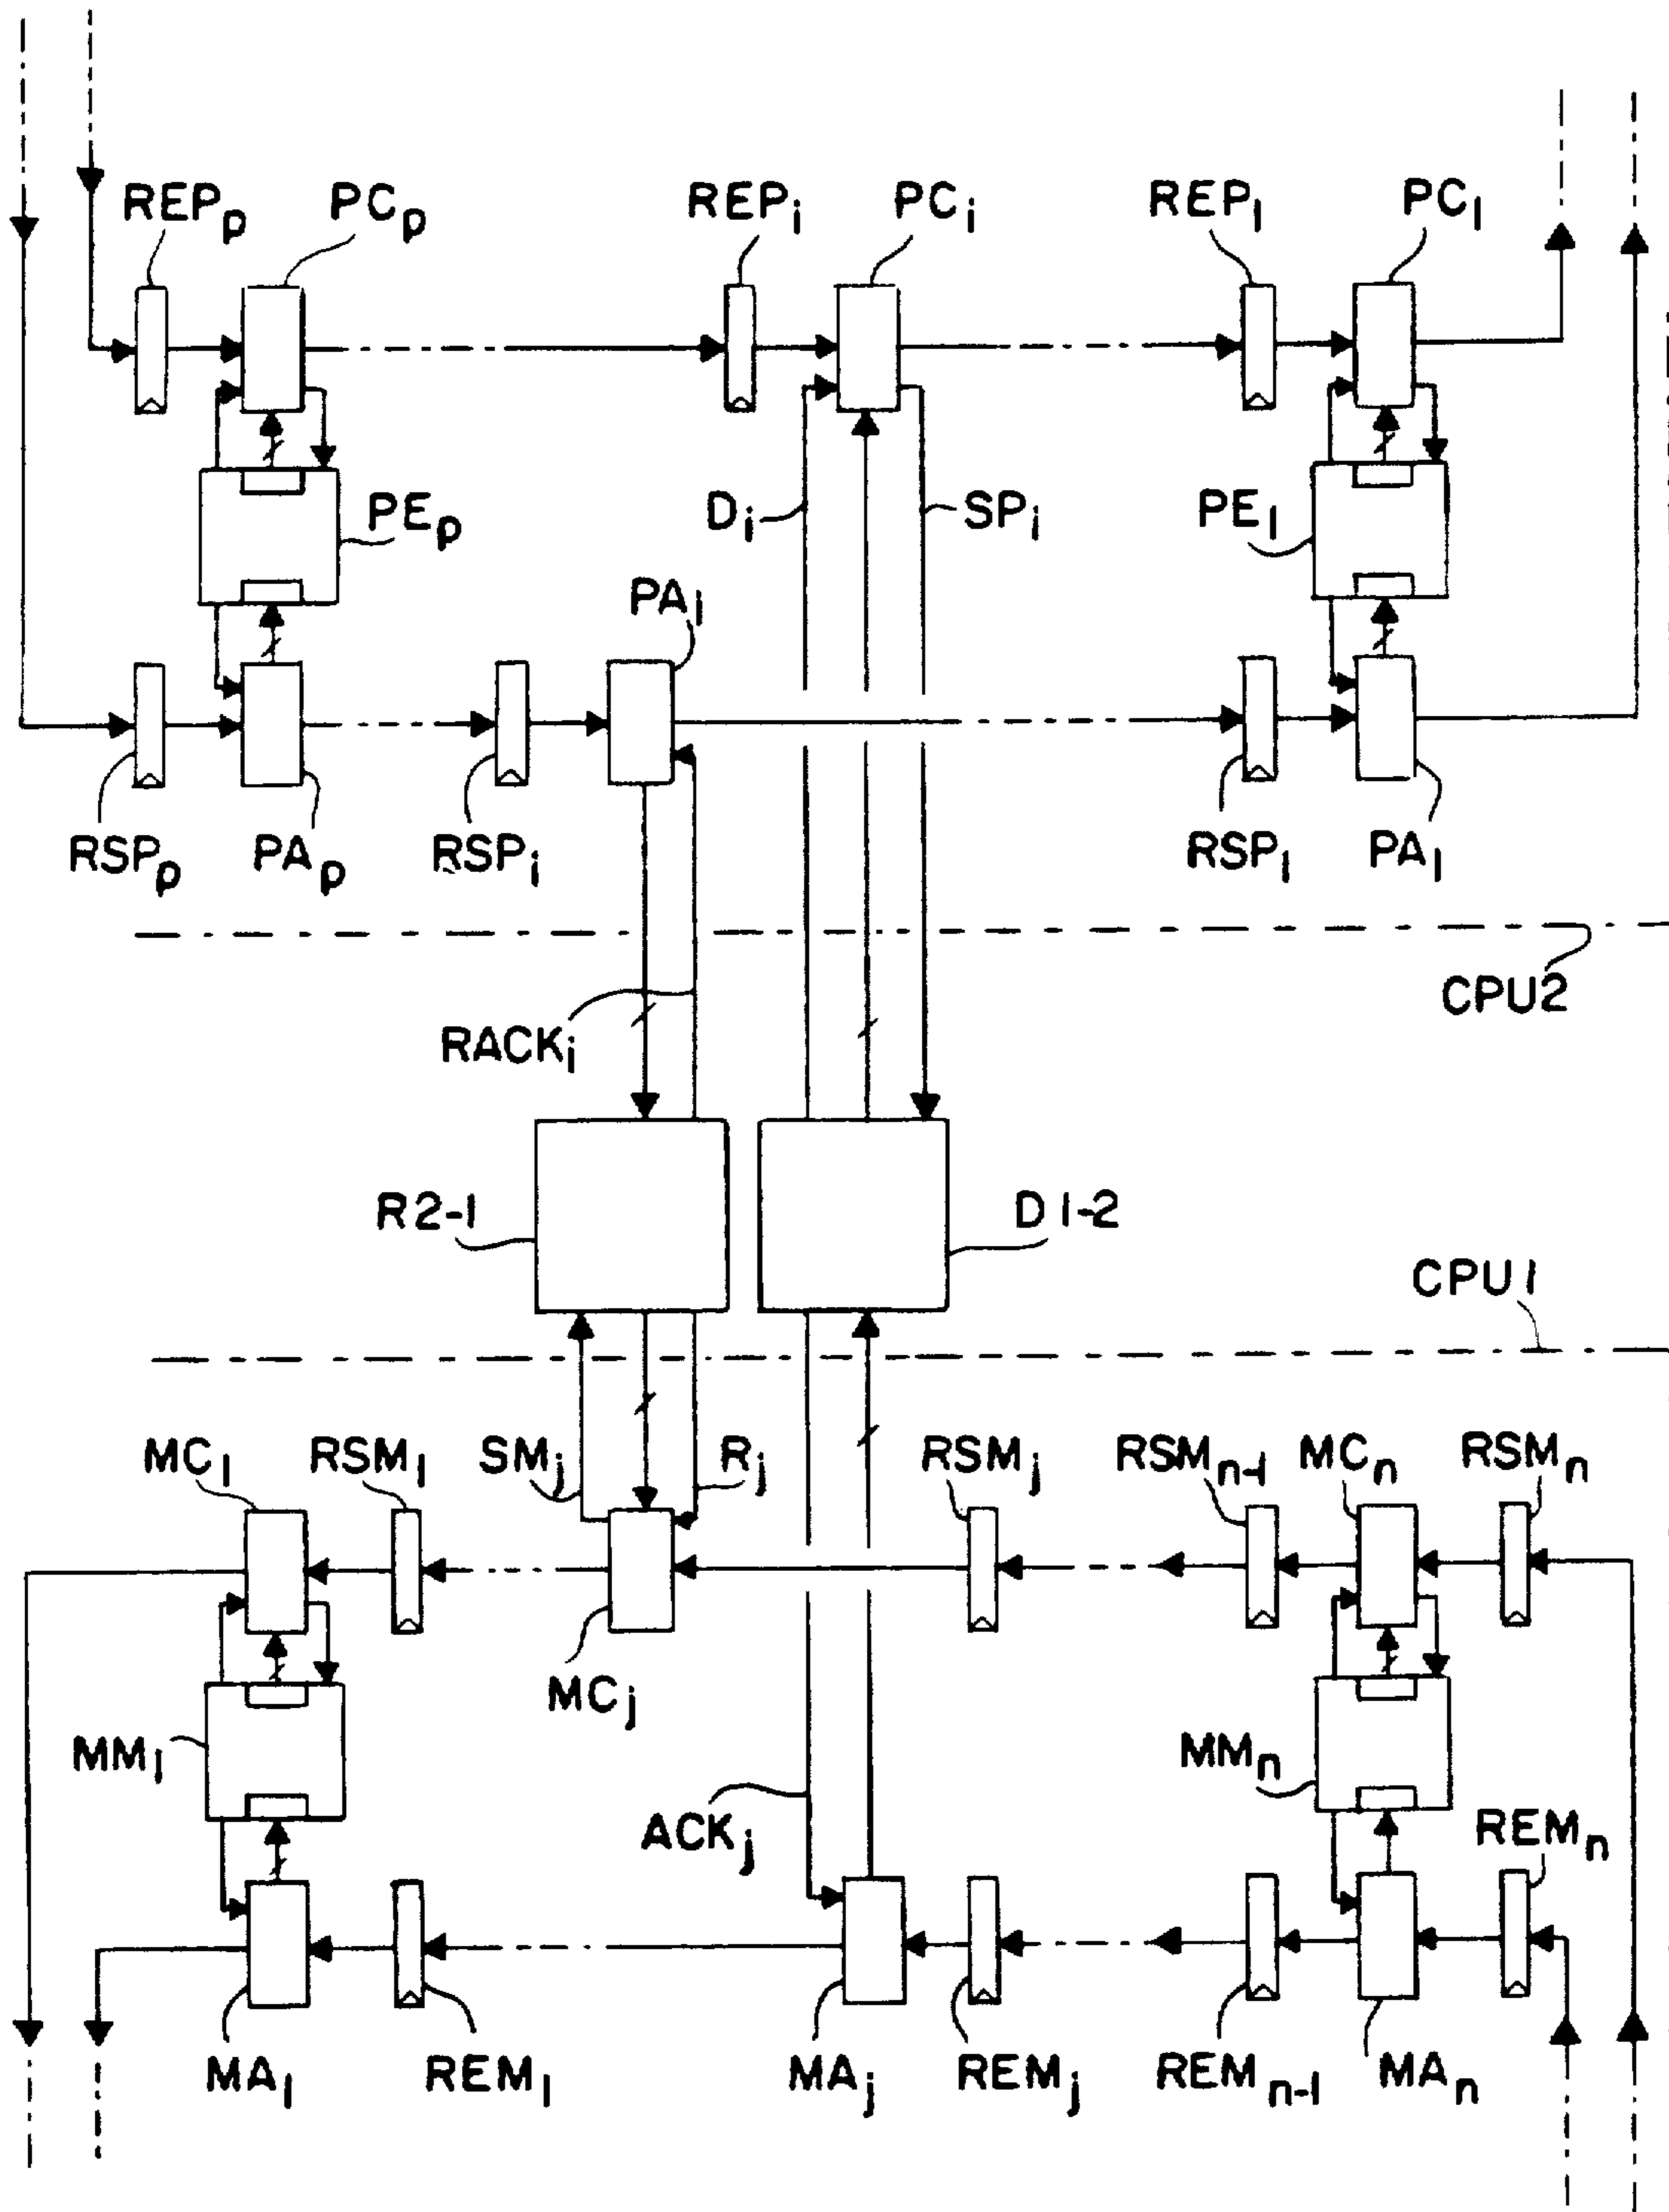 REPp PCp REPi PCi REP1 PC1
PEp Di SPi PE1
PAi
RSPp PAp RSPi RSP1 PA1
CPU2
RACKi
R2-1 D1-2
CPU1
MC1 RSM1 SMj Rj RSMj RSMn-1 MCn RSMn
MCj
MM1 MMn
ACKj REMn
MA1 REM1 MAj REMj REMn-1 MAn